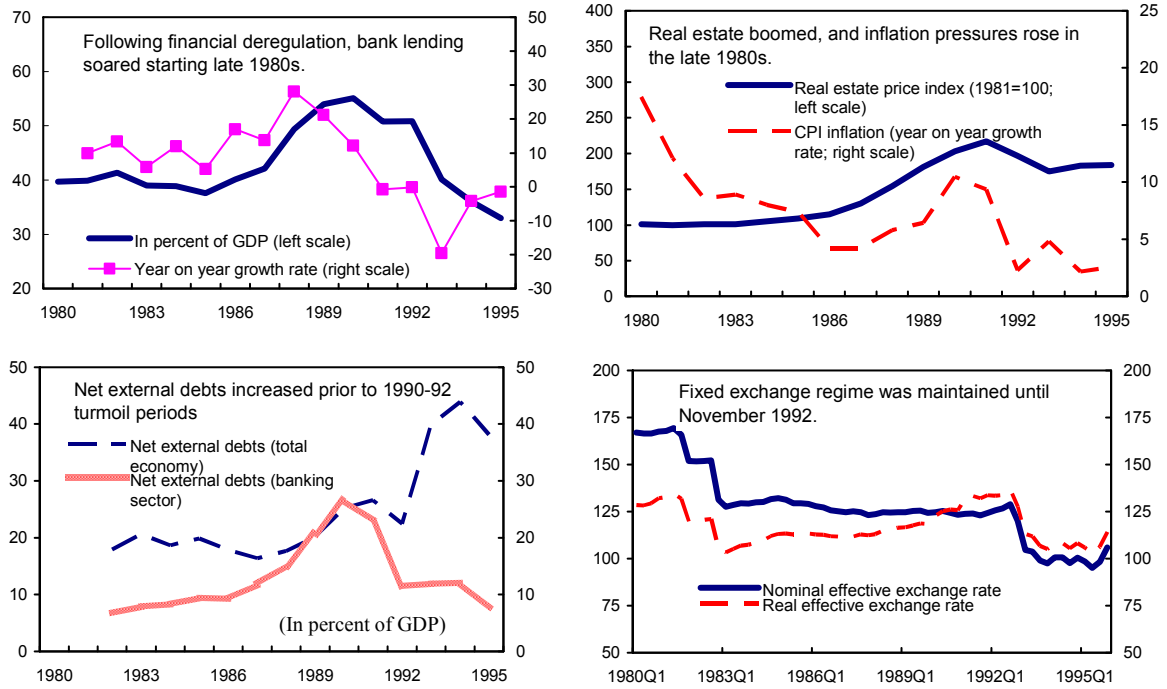 70
60
50
40
30
20
50
40
30
20
10
0
-10
-20
-30
Following financial deregulation, bank lending
soared starting late 1980s.
In percent of GDP (left scale)
Year on year growth rate (right scale)
1980 1983 1986 1989 1992 1995
400
350
300
250
200
150
100
50
0
25
20
15
10
5
0
Real estate boomed, and inflation pressures rose in
the late 1980s.
Real estate price index (1981=100;
left scale)
CPI inflation (year on year growth
rate; right scale)
1980 1983 1986 1989 1992 1995
50
40
30
20
10
0
50
40
30
20
10
0
Net external debts increased prior to 1990-92
turmoil periods
Net external debts (total
economy)
Net external debts (banking
sector)
(In percent of GDP)
1980 1983 1986 1989 1992 1995
200
175
150
125
100
75
50
200
175
150
125
100
75
50
Fixed exchange regime was maintained until
November 1992.
Nominal effective exchange rate
Real effective exchange rate
1980Q1 1983Q1 1986Q1 1989Q1 1992Q1 1995Q1